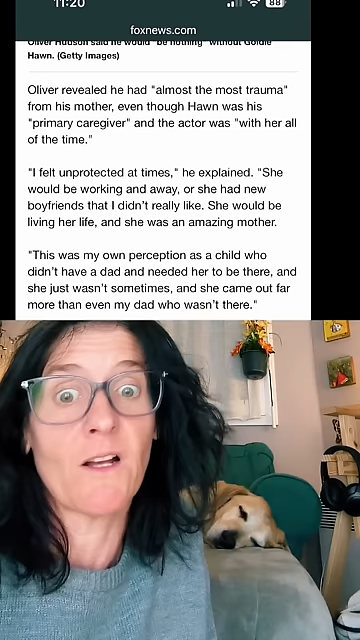 11:20
88
foxnews.com
Oliver Hudson said he would "be nothing" without Goldie
Hawn. (Getty Images)
Oliver revealed he had "almost the most trauma"
from his mother, even though Hawn was his
"primary caregiver" and the actor was "with her all
of the time."
"I felt unprotected at times," he explained. "She
would be working and away, or she had new
boyfriends that I didn't really like. She would be
living her life, and she was an amazing mother.
"This was my own perception as a child who
didn't have a dad and needed her to be there, and
she just wasn't sometimes, and she came out far
more than even my dad who wasn't there."